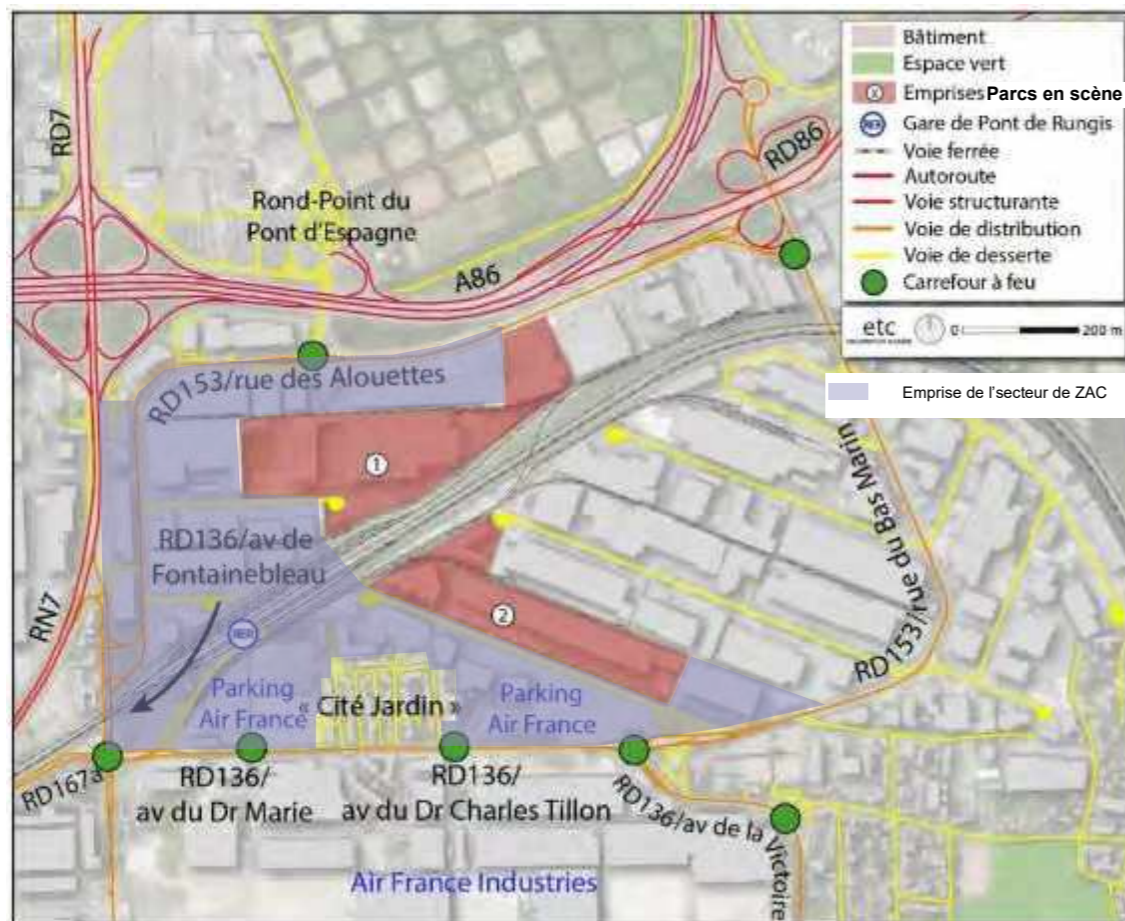 Bâtiment
Espace vert
X Emprises Parcs en scène
RER Gare de Pont de Rungis
Voie ferrée
Autoroute
Voie structurante
Voie de distribution
Voie de desserte
Carrefour à feu
etc
0 200 m
Emprise de l'secteur de ZAC
RD7
RD86
Rond-Point du
Pont d'Espagne
A86
RD153/rue des Alouettes
1
RD136/av de
Fontainebleau
RN7
RER
2
RD153/rue du Bas Marin
Parking
Air France
« Cité Jardin »
Parking
Air France
RD167a
RD136/
av du Dr Marie
RD136/
av du Dr Charles Tillon
RD136/av de la Victoire
Air France Industries